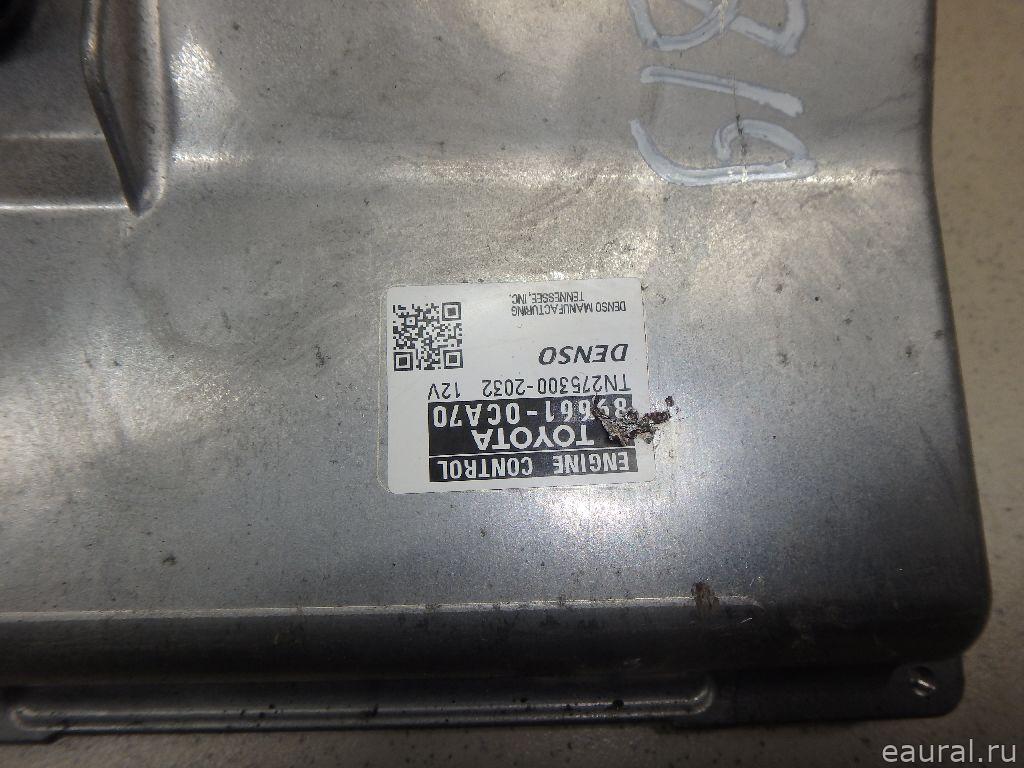 ENGINE CONTROL
TOYOTA
89661-0CA70
TN275300-2032 12V
DENSO
DENSO MANUFACTURING
TENNESSEE, INC.
eaural.ru